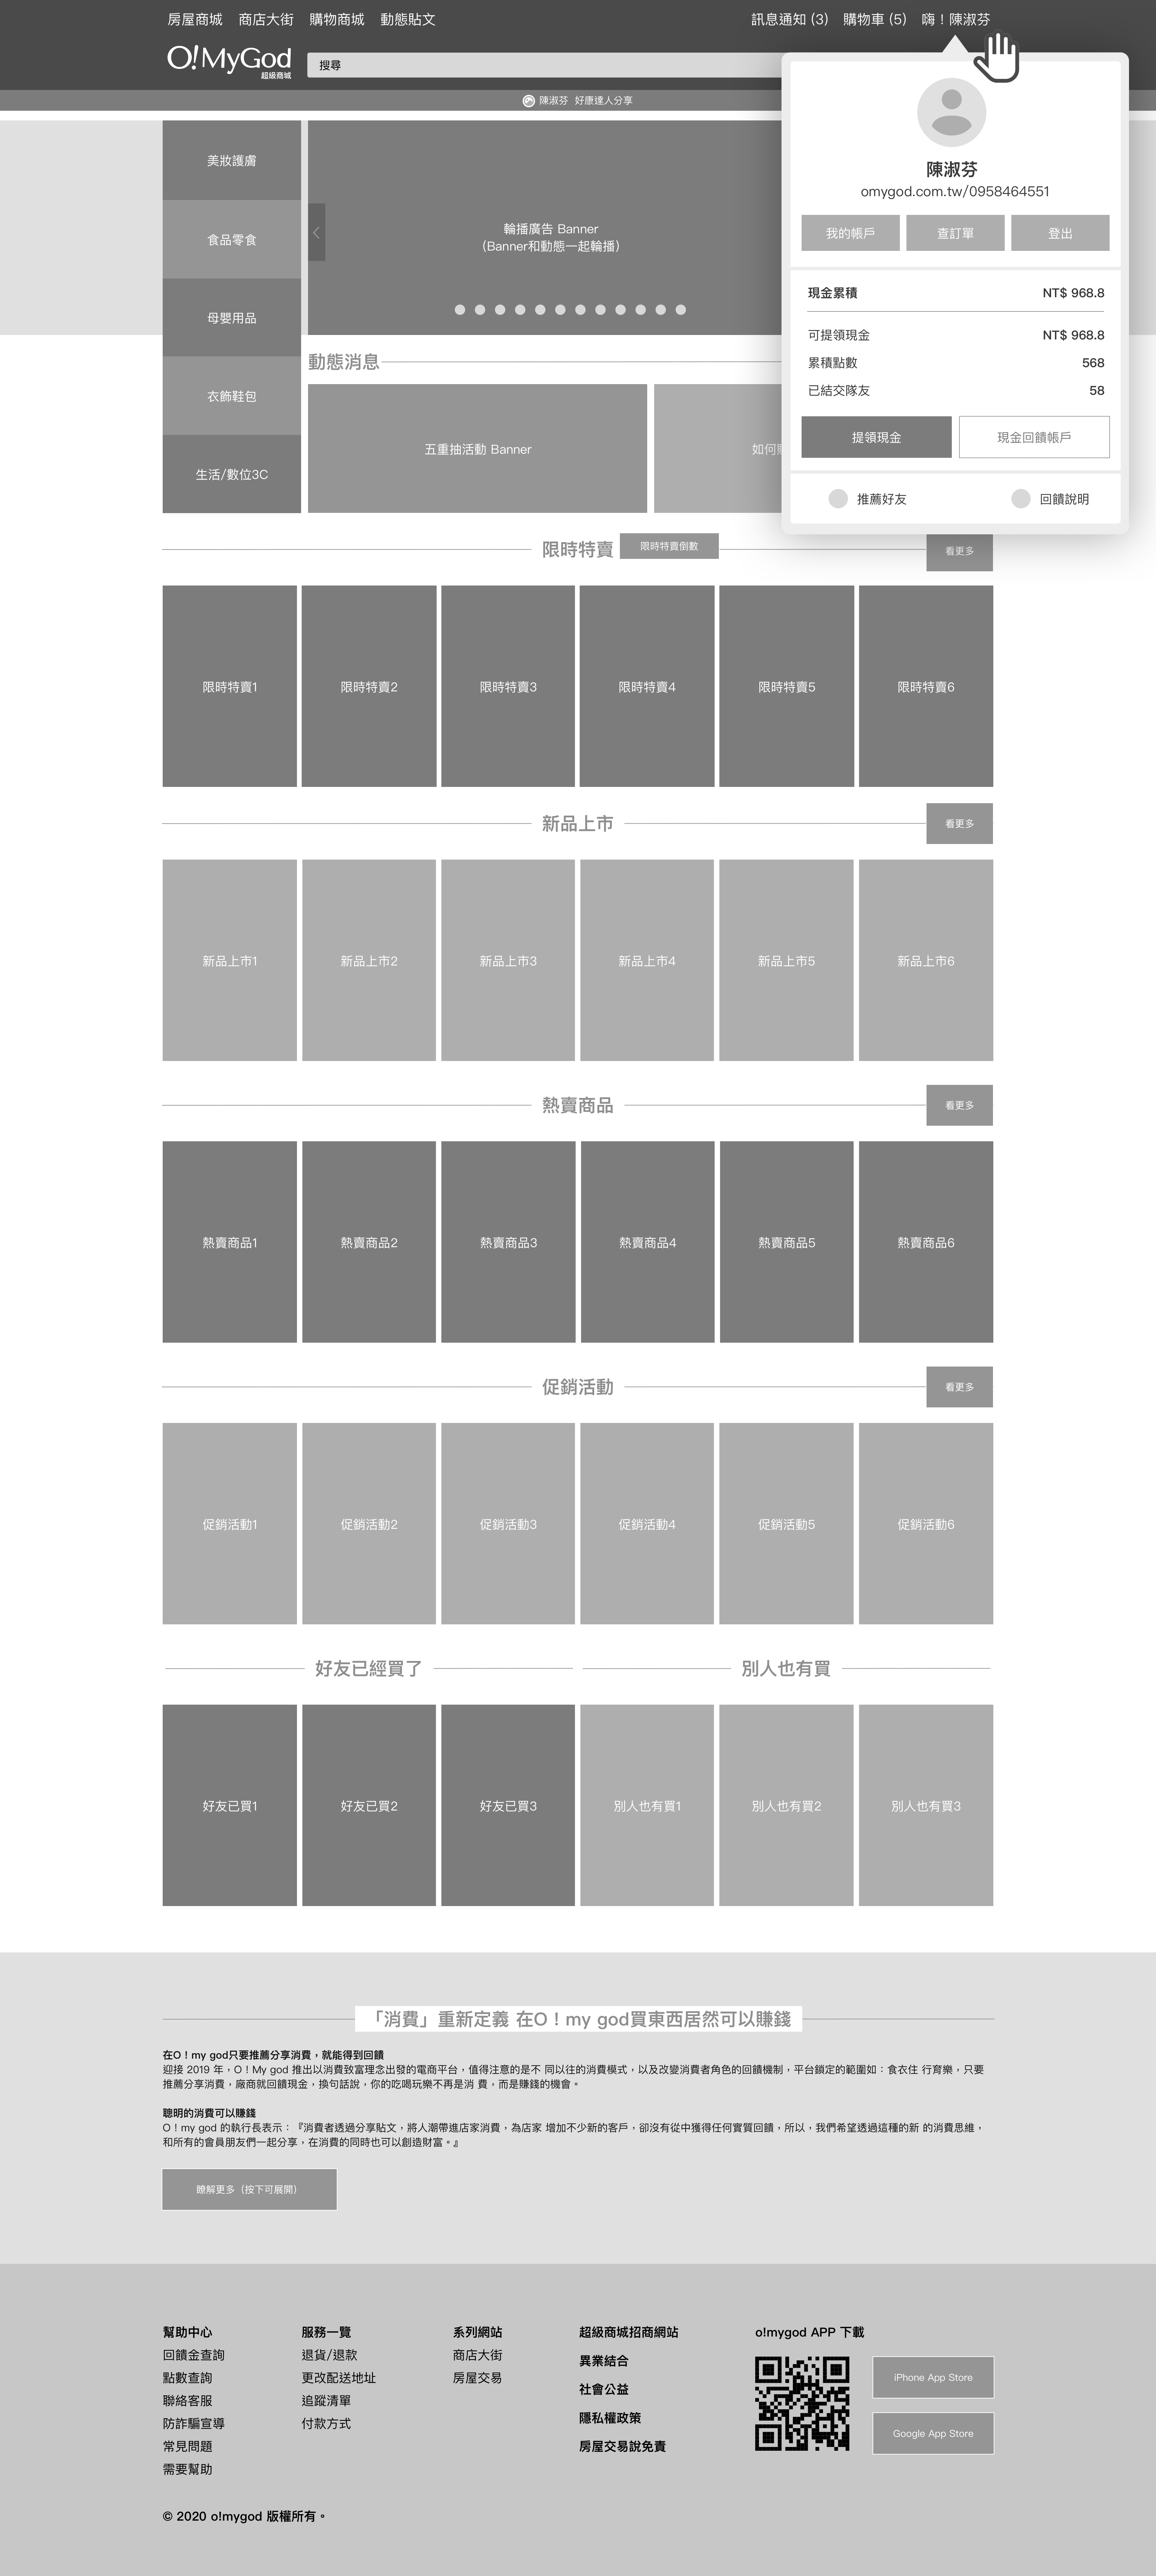 房屋商城 商店大街 購物商城 動態貼文 訊息通知 (3) 購物車 (5) 嗨！陳淑芬
O!MyGod
超級商城
搜尋
陳淑芬 好康達人分享
陳淑芬
omygod.com.tw/0958464551
我的帳戶 查訂單 登出
現金累積 NT$ 968.8
可提領現金 NT$ 968.8
累積點數 568
已結交隊友 58
提領現金 現金回饋帳戶
推薦好友 回饋說明
美妝護膚
食品零食
母嬰用品
衣飾鞋包
生活/數位3C
輪播廣告 Banner
(Banner和動態一起輪播)
動態消息
五重抽活動 Banner 如何
限時特賣 限時特賣倒數 看更多
限時特賣1 限時特賣2 限時特賣3 限時特賣4 限時特賣5 限時特賣6
新品上市 看更多
新品上市1 新品上市2 新品上市3 新品上市4 新品上市5 新品上市6
熱賣商品 看更多
熱賣商品1 熱賣商品2 熱賣商品3 熱賣商品4 熱賣商品5 熱賣商品6
促銷活動 看更多
促銷活動1 促銷活動2 促銷活動3 促銷活動4 促銷活動5 促銷活動6
好友已經買了 別人也有買
好友已買1 好友已買2 好友已買3 別人也有買1 別人也有買2 別人也有買3
「消費」重新定義 在O！my god買東西居然可以賺錢
在O！my god只要推薦分享消費，就能得到回饋
迎接 2019 年，O！My god 推出以消費致富理念出發的電商平台，值得注意的是不 同以往的消費模式，以及改變消費者角色的回饋機制，平台鎖定的範圍如：食衣住 行育樂，只要
推薦分享消費，廠商就回饋現金，換句話說，你的吃喝玩樂不再是消 費，而是賺錢的機會。
聰明的消費可以賺錢
O！my god 的執行長表示：『消費者透過分享貼文，將人潮帶進店家消費，為店家 增加不少新的客戶，卻沒有從中獲得任何實質回饋，所以，我們希望透過這種的新 的消費思維，
和所有的會員朋友們一起分享，在消費的同時也可以創造財富。』
瞭解更多（按下可展開）
幫助中心
回饋金查詢
點數查詢
聯絡客服
防詐騙宣導
常見問題
需要幫助
服務一覽
退貨/退款
更改配送地址
追蹤清單
付款方式
系列網站
商店大街
房屋交易
超級商城招商網站
異業結合
社會公益
隱私權政策
房屋交易說免責
o!mygod APP 下載
iPhone App Store
Google App Store
© 2020 o!mygod 版權所有。